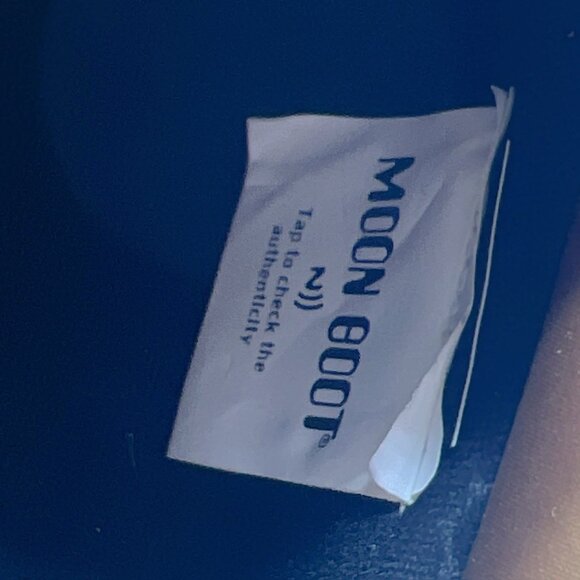 MOON BOOT®
Tap to check the
authenticity